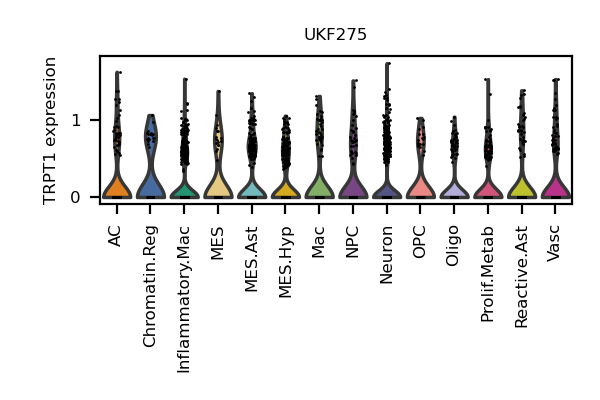 UKF275
TRPT1 expression
1
0
AC
Chromatin.Reg
Inflammatory.Mac
MES
MES.Ast
MES.Hyp
Mac
NPC
Neuron
OPC
Oligo
Prolif.Metab
Reactive.Ast
Vasc